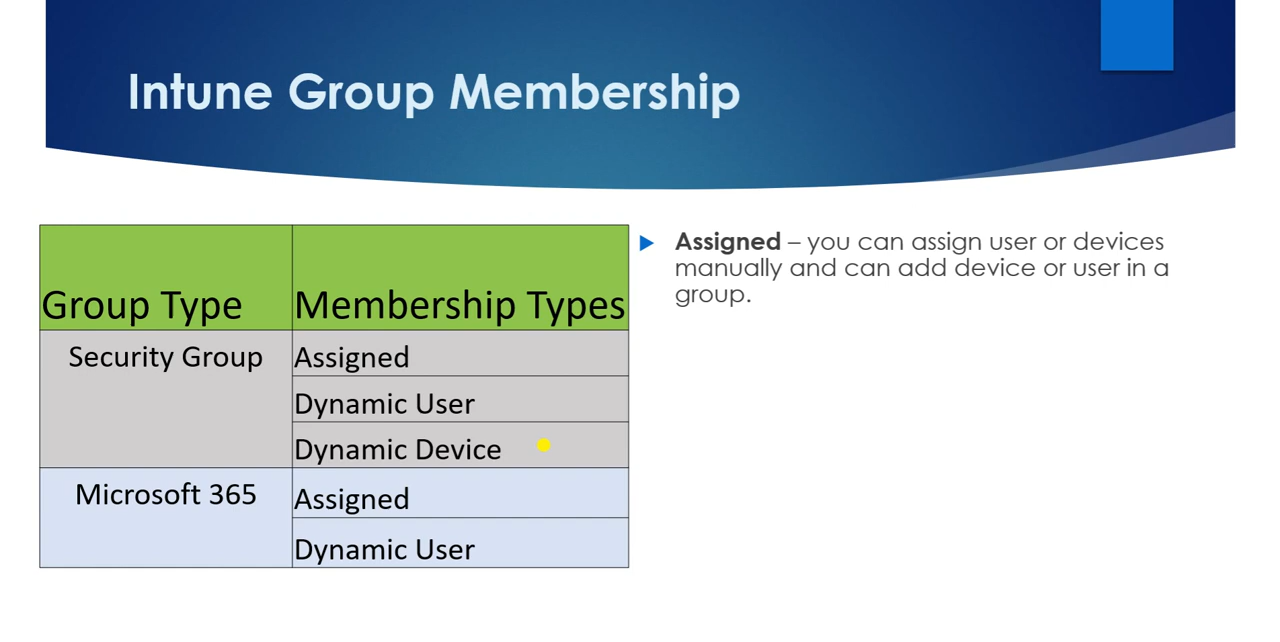 Intune Group Membership
Group Type
Membership Types
Security Group
Assigned
Dynamic User
Dynamic Device
Microsoft 365
Assigned
Dynamic User
Assigned – you can assign user or devices
manually and can add device or user in a
group.